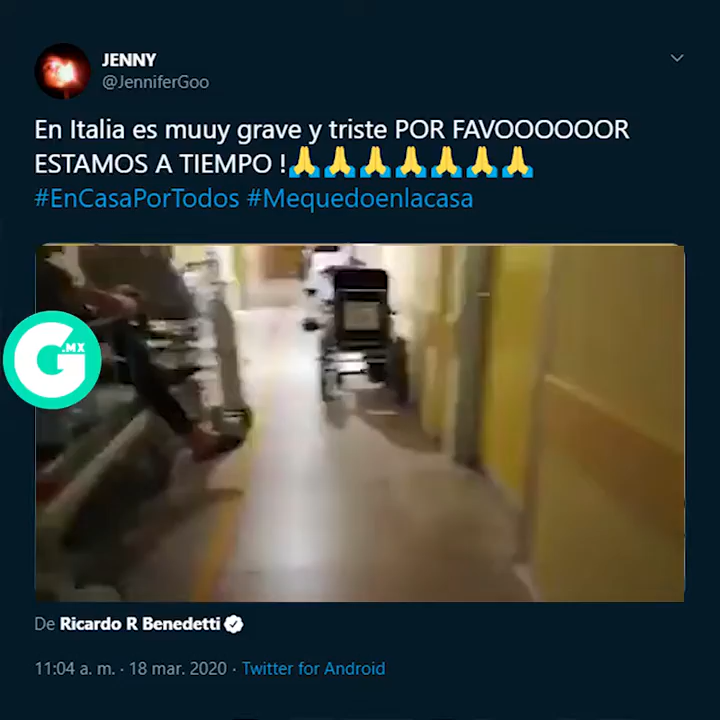 JENNY
@JenniferGoo
En Italia es muuy grave y triste POR FAVOOOOOOR
ESTAMOS A TIEMPO !🙏🙏🙏🙏🙏🙏🙏
#EnCasaPorTodos #Mequedoenlacasa
G.MX
De Ricardo R Benedetti
11:04 a. m. · 18 mar. 2020 · Twitter for Android